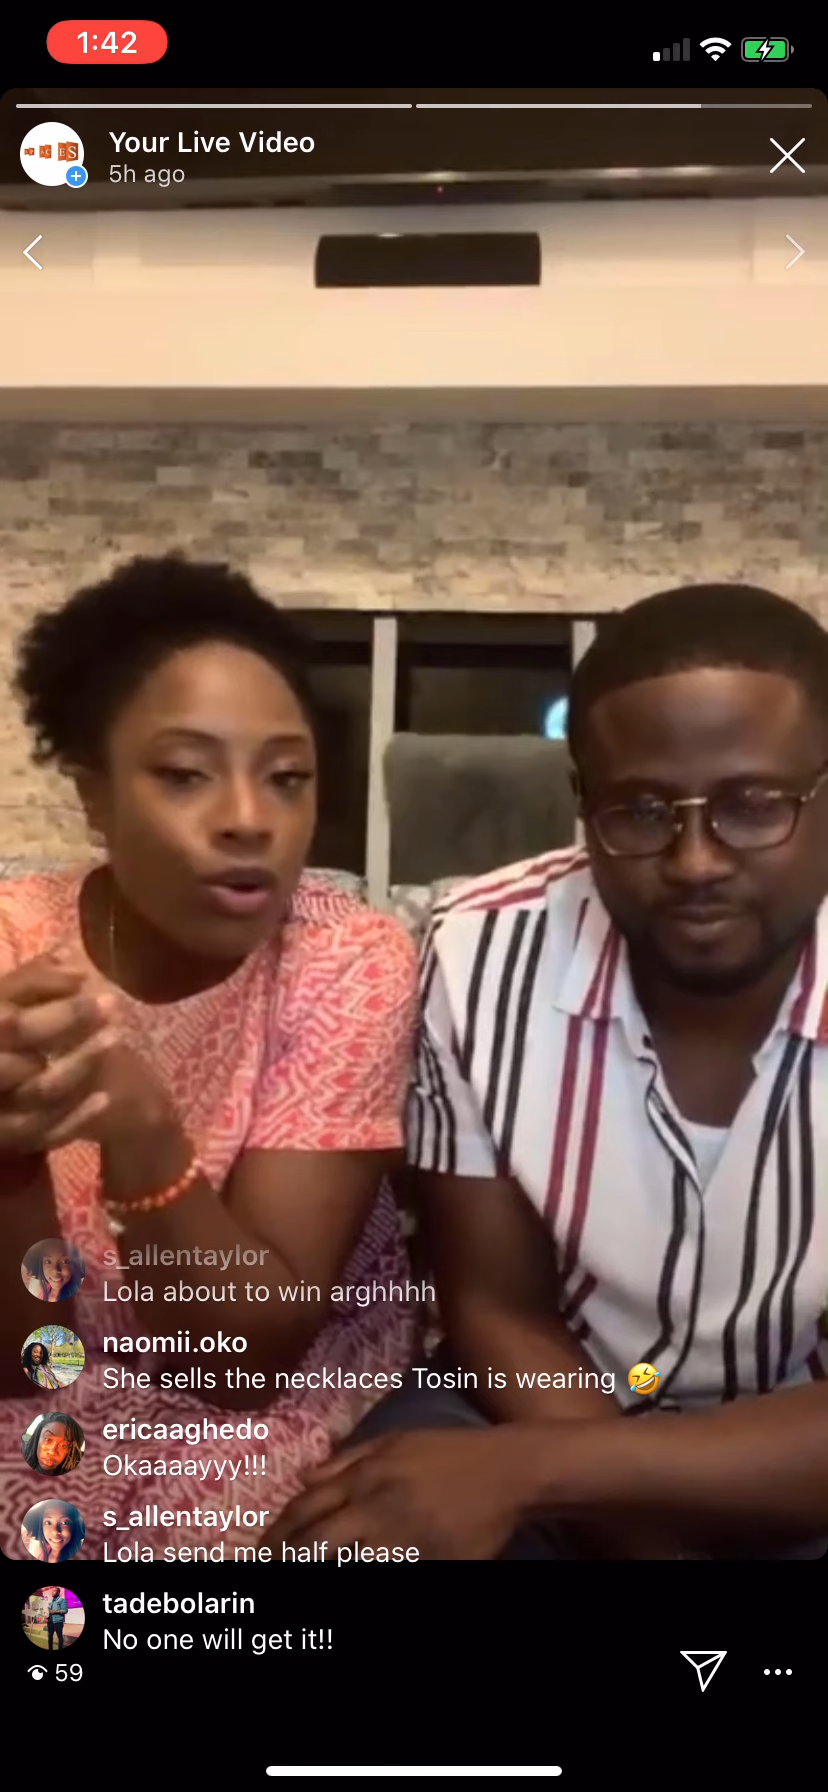 1:42
Your Live Video
5h ago
s_allentaylor
Lola about to win arghhhh
naomii.oko
She sells the necklaces Tosin is wearing 🤣
ericaaghedo
Okaaaayyy!!!
s_allentaylor
Lola send me half please
tadebolarin
No one will get it!!
59